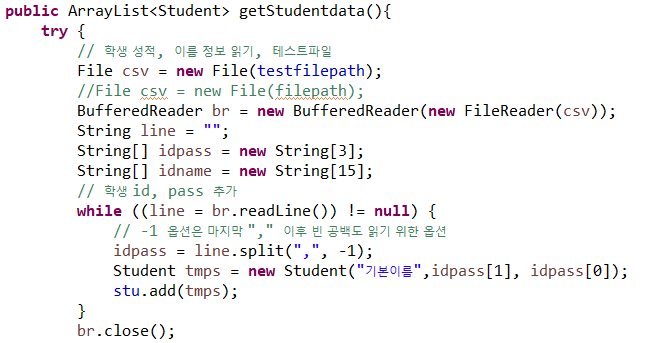 public ArrayList<Student> getStudentdata(){
try {
// 학생 성적, 이름 정보 읽기, 테스트파일
File csv = new File(testfilepath);
//File csv = new File(filepath);
BufferedReader br = new BufferedReader(new FileReader(csv));
String line = "";
String[] idpass = new String[3];
String[] idname = new String[15];
// 학생 id, pass 추가
while ((line = br.readLine()) != null) {
// -1 옵션은 마지막 "," 이후 빈 공백도 읽기 위한 옵션
idpass = line.split(",", -1);
Student tmps = new Student("기본이름",idpass[1], idpass[0]);
stu.add(tmps);
}
br.close();